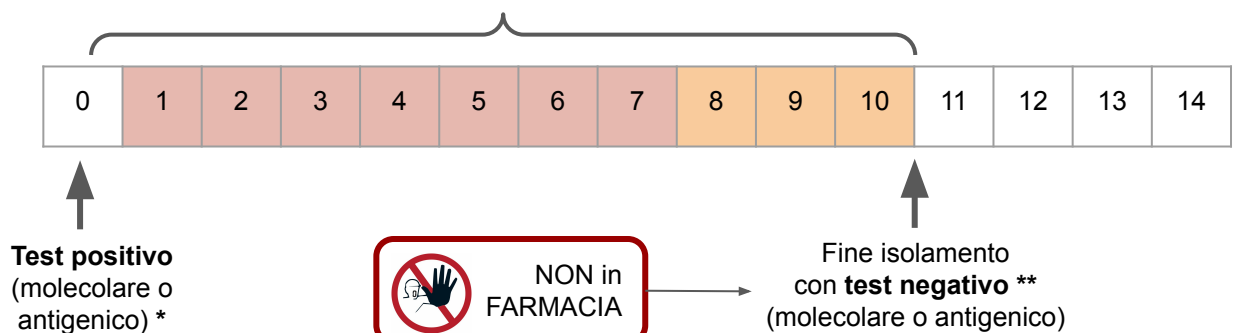 0 1 2 3 4 5 6 7 8 9 10 11 12 13 14
Test positivo
(molecolare o
antigenico) *
NON in
FARMACIA
Fine isolamento
con test negativo **
(molecolare o antigenico)